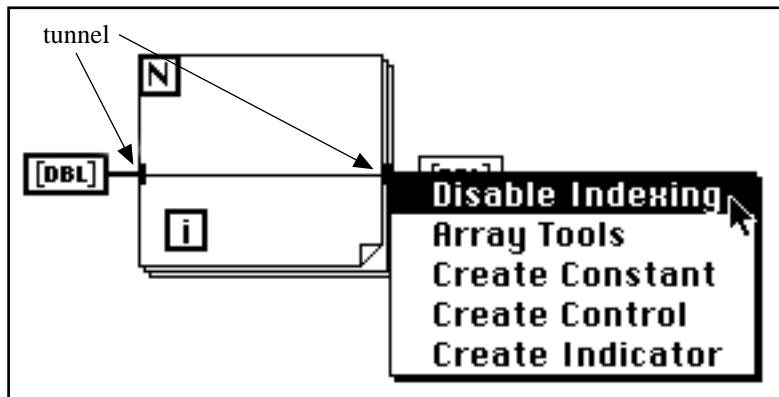 tunnel
N
[DBL]
i
Disable Indexing
Array Tools
Create Constant
Create Control
Create Indicator